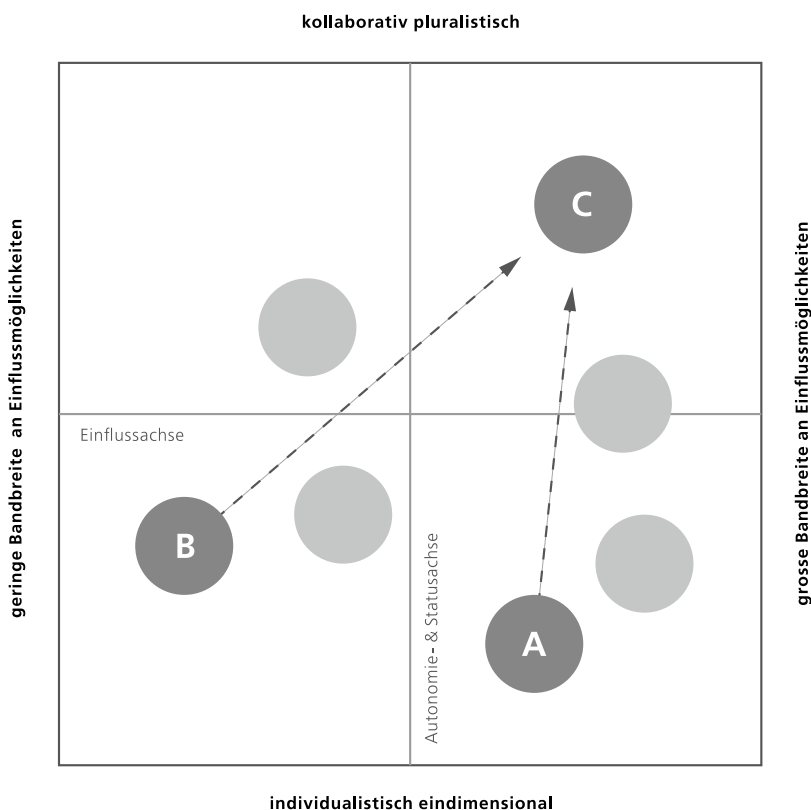 kollaborativ pluralistisch
geringe Bandbreite an Einflussmöglichkeiten
grosse Bandbreite an Einflussmöglichkeiten
C
Einflussachse
B
Autonomie- & Statusachse
A
individualistisch eindimensional